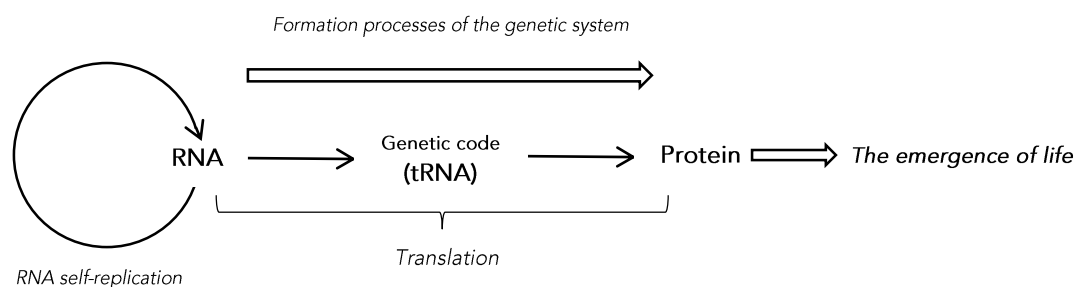 Formation processes of the genetic system
RNA
Genetic code
(tRNA)
Protein
The emergence of life
Translation
RNA self-replication